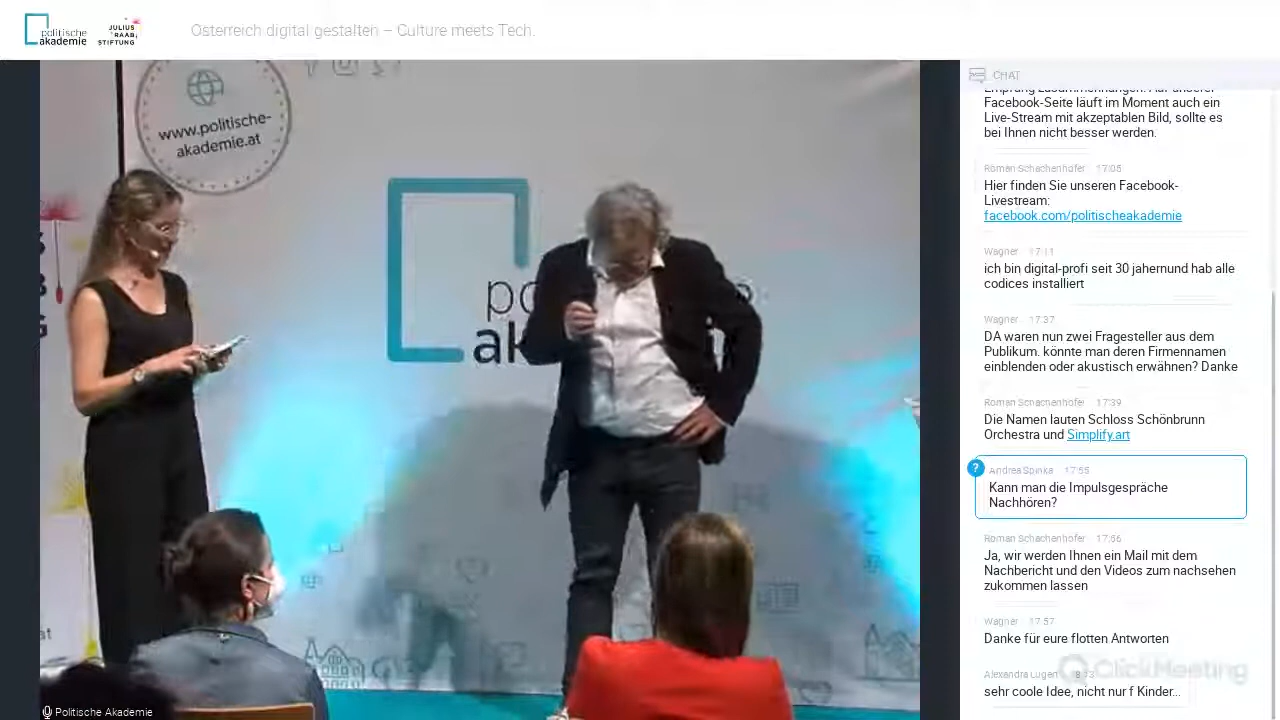 politische
akademie
JULIUS
RAAB
STIFTUNG
Österreich digital gestalten – Culture meets Tech.
www.politische-
akademie.at
po
ak
Politische Akademie
CHAT
Facebook-Seite läuft im Moment auch ein
Live-Stream mit akzeptablen Bild, sollte es
bei Ihnen nicht besser werden.
Roman Schachenhofer 17:05
Hier finden Sie unseren Facebook-
Livestream:
facebook.com/politischeakademie
Wagner 17:11
ich bin digital-profi seit 30 jahernund hab alle
codices installiert
Wagner 17:37
DA waren nun zwei Fragesteller aus dem
Publikum. könnte man deren Firmennamen
einblenden oder akustisch erwähnen? Danke
Roman Schachenhofer 17:39
Die Namen lauten Schloss Schönbrunn
Orchestra und Simplify.art
?
Andrea Spinka 17:55
Kann man die Impulsgespräche
Nachhören?
Roman Schachenhofer 17:56
Ja, wir werden Ihnen ein Mail mit dem
Nachbericht und den Videos zum nachsehen
zukommen lassen
Wagner 17:57
Danke für eure flotten Antworten
Alexandra
sehr coole Idee, nicht nur f Kinder...
ClickMeeting